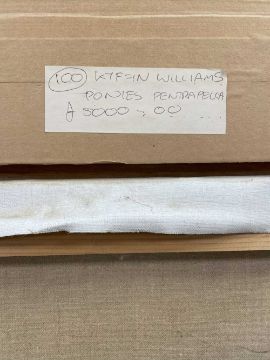 100 KYFFIN WILLIAMS
PONIES PENTRAPELLA
£ 5000 - 00